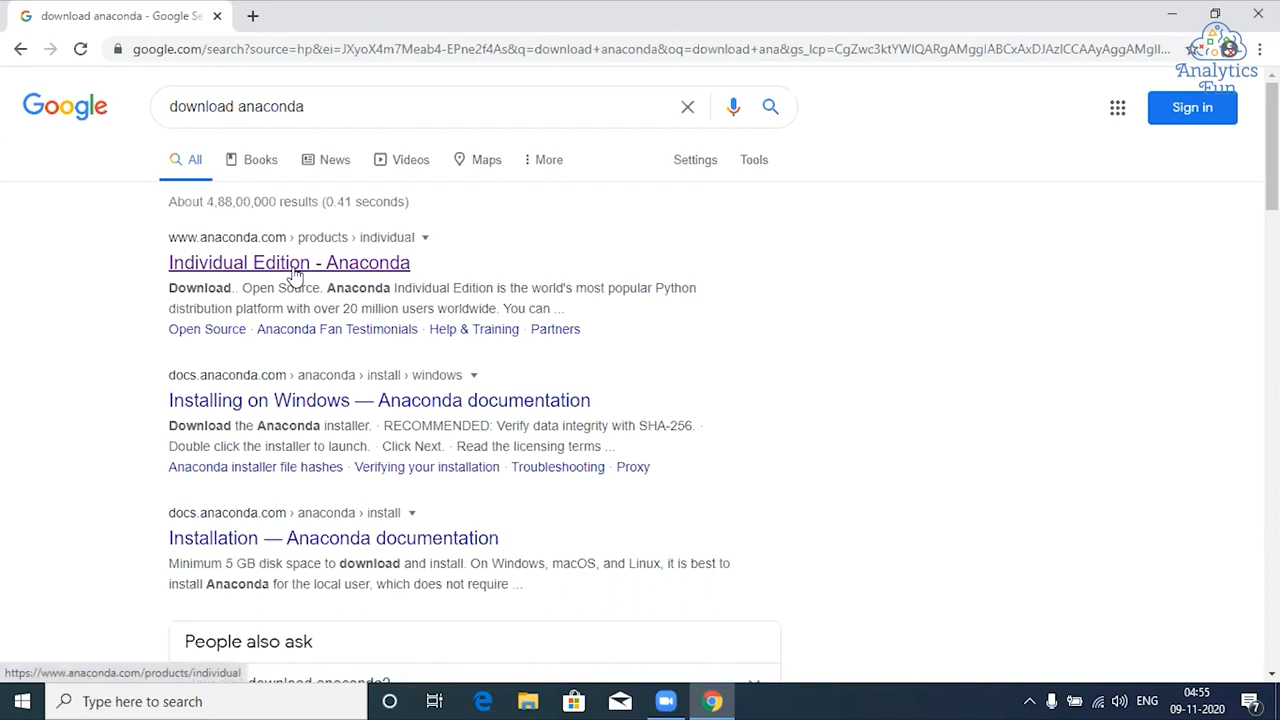 download anaconda - Google Se
google.com/search?source=hp&ei=JXyoX4m7Meab4-EPne2f4As&q=download+anaconda&oq=download+ana&gs_lcp=CgZwc3ktYWIQARgAMggIABCxAxDJAzICCAAyAggAMgII...
Analytics
Fun
Google
download anaconda
Sign in
All
Books
News
Videos
Maps
More
Settings
Tools
About 4,88,00,000 results (0.41 seconds)
www.anaconda.com › products › individual
Individual Edition - Anaconda
Download.. Open Source. Anaconda Individual Edition is the world's most popular Python
distribution platform with over 20 million users worldwide. You can ...
Open Source · Anaconda Fan Testimonials · Help & Training · Partners
docs.anaconda.com › anaconda › install › windows
Installing on Windows — Anaconda documentation
Download the Anaconda installer. · RECOMMENDED: Verify data integrity with SHA-256. ·
Double click the installer to launch. · Click Next. · Read the licensing terms ...
Anaconda installer file hashes · Verifying your installation · Troubleshooting · Proxy
docs.anaconda.com › anaconda › install
Installation — Anaconda documentation
Minimum 5 GB disk space to download and install. On Windows, macOS, and Linux, it is best to
install Anaconda for the local user, which does not require ...
People also ask
download anaconda?
https://www.anaconda.com/products/individual
Type here to search
ENG
04:55
09-11-2020
7